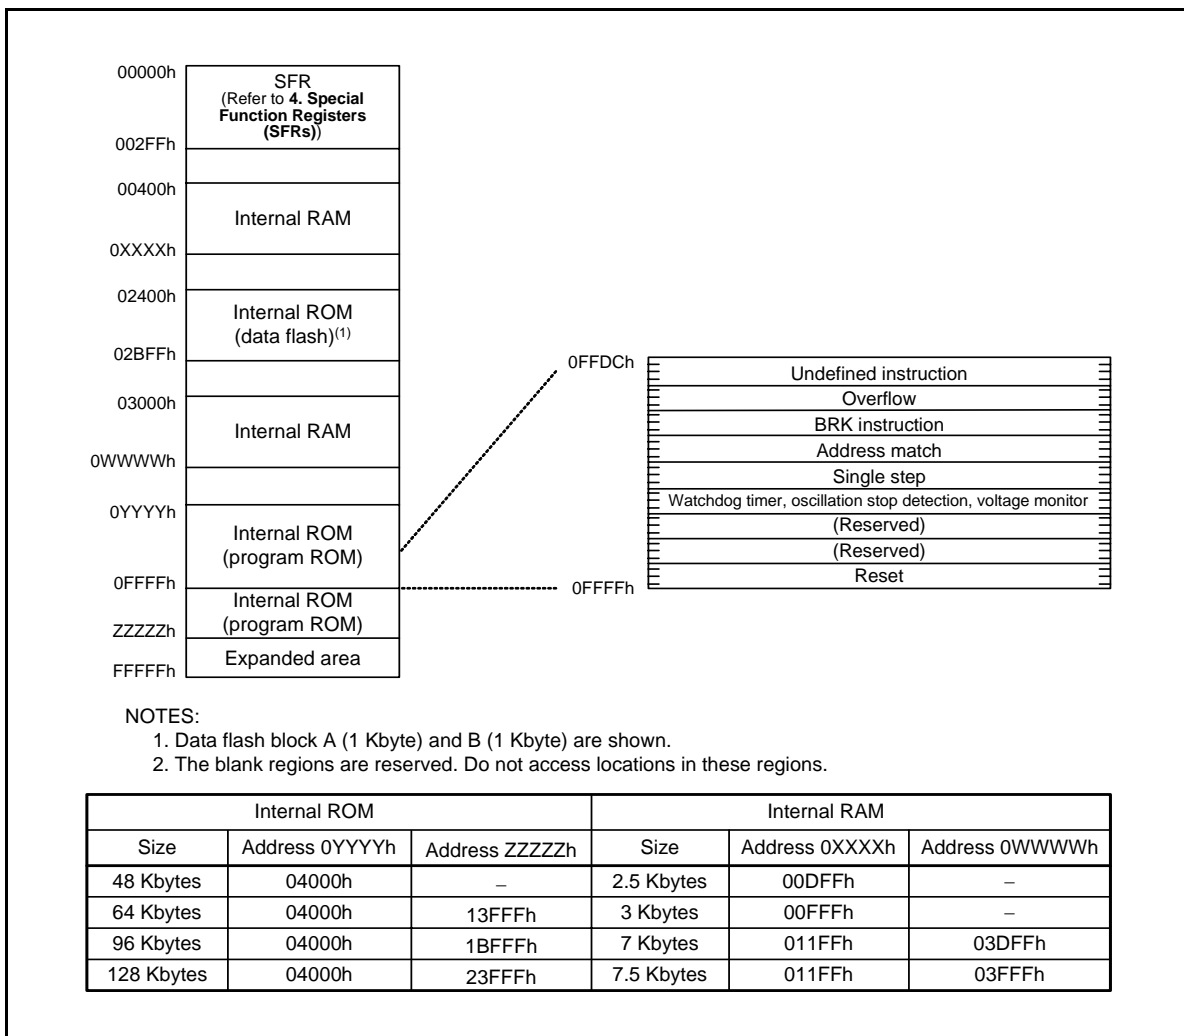 00000h
SFR
(Refer to 4. Special
Function Registers
(SFRs))
002FFh
00400h
Internal RAM
0XXXXh
02400h
Internal ROM
(data flash)(1)
02BFFh
03000h
Internal RAM
0WWWWh
0YYYYh
Internal ROM
(program ROM)
0FFFFh
Internal ROM
(program ROM)
ZZZZZh
Expanded area
FFFFFh
0FFDCh
Undefined instruction
Overflow
BRK instruction
Address match
Single step
Watchdog timer, oscillation stop detection, voltage monitor
(Reserved)
(Reserved)
Reset
0FFFFh
NOTES:
1. Data flash block A (1 Kbyte) and B (1 Kbyte) are shown.
2. The blank regions are reserved. Do not access locations in these regions.
Internal ROM Internal RAM
Size Address 0YYYYh Address ZZZZZh Size Address 0XXXXh Address 0WWWWh
48 Kbytes 04000h – 2.5 Kbytes 00DFFh –
64 Kbytes 04000h 13FFFh 3 Kbytes 00FFFh –
96 Kbytes 04000h 1BFFFh 7 Kbytes 011FFh 03DFFh
128 Kbytes 04000h 23FFFh 7.5 Kbytes 011FFh 03FFFh